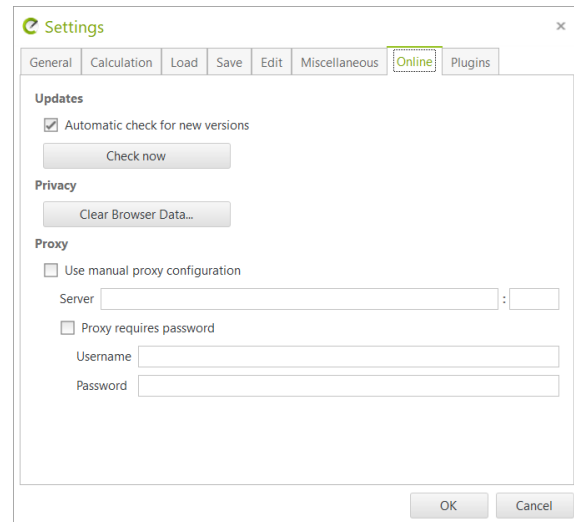 Settings
General Calculation Load Save Edit Miscellaneous Online Plugins
Updates
Automatic check for new versions
Check now
Privacy
Clear Browser Data...
Proxy
Use manual proxy configuration
Server :
Proxy requires password
Username
Password
OK Cancel